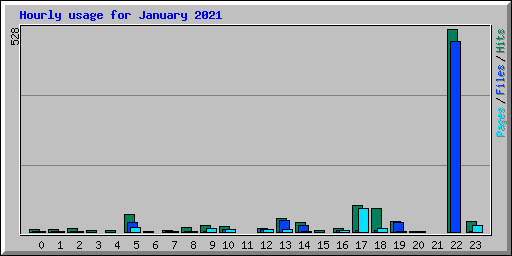 Hourly usage for January 2021
528
Pages/Files/Hits
0 1 2 3 4 5 6 7 8 9 10 11 12 13 14 15 16 17 18 19 20 21 22 23